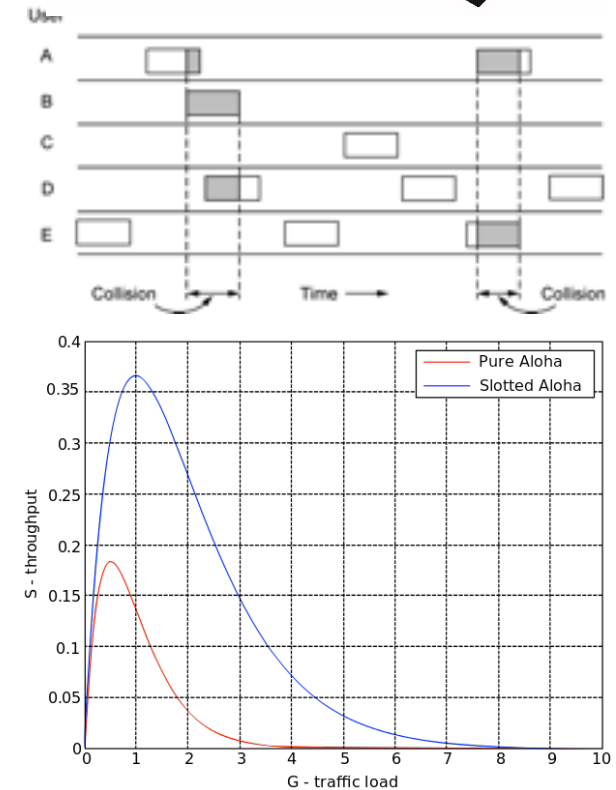 User
A
B
C
D
E
Collision
Time
Collision
0.4
0.35
0.3
0.25
0.2
0.15
0.1
0.05
0
Pure Aloha
Slotted Aloha
S - throughput
0 1 2 3 4 5 6 7 8 9 10
G - traffic load